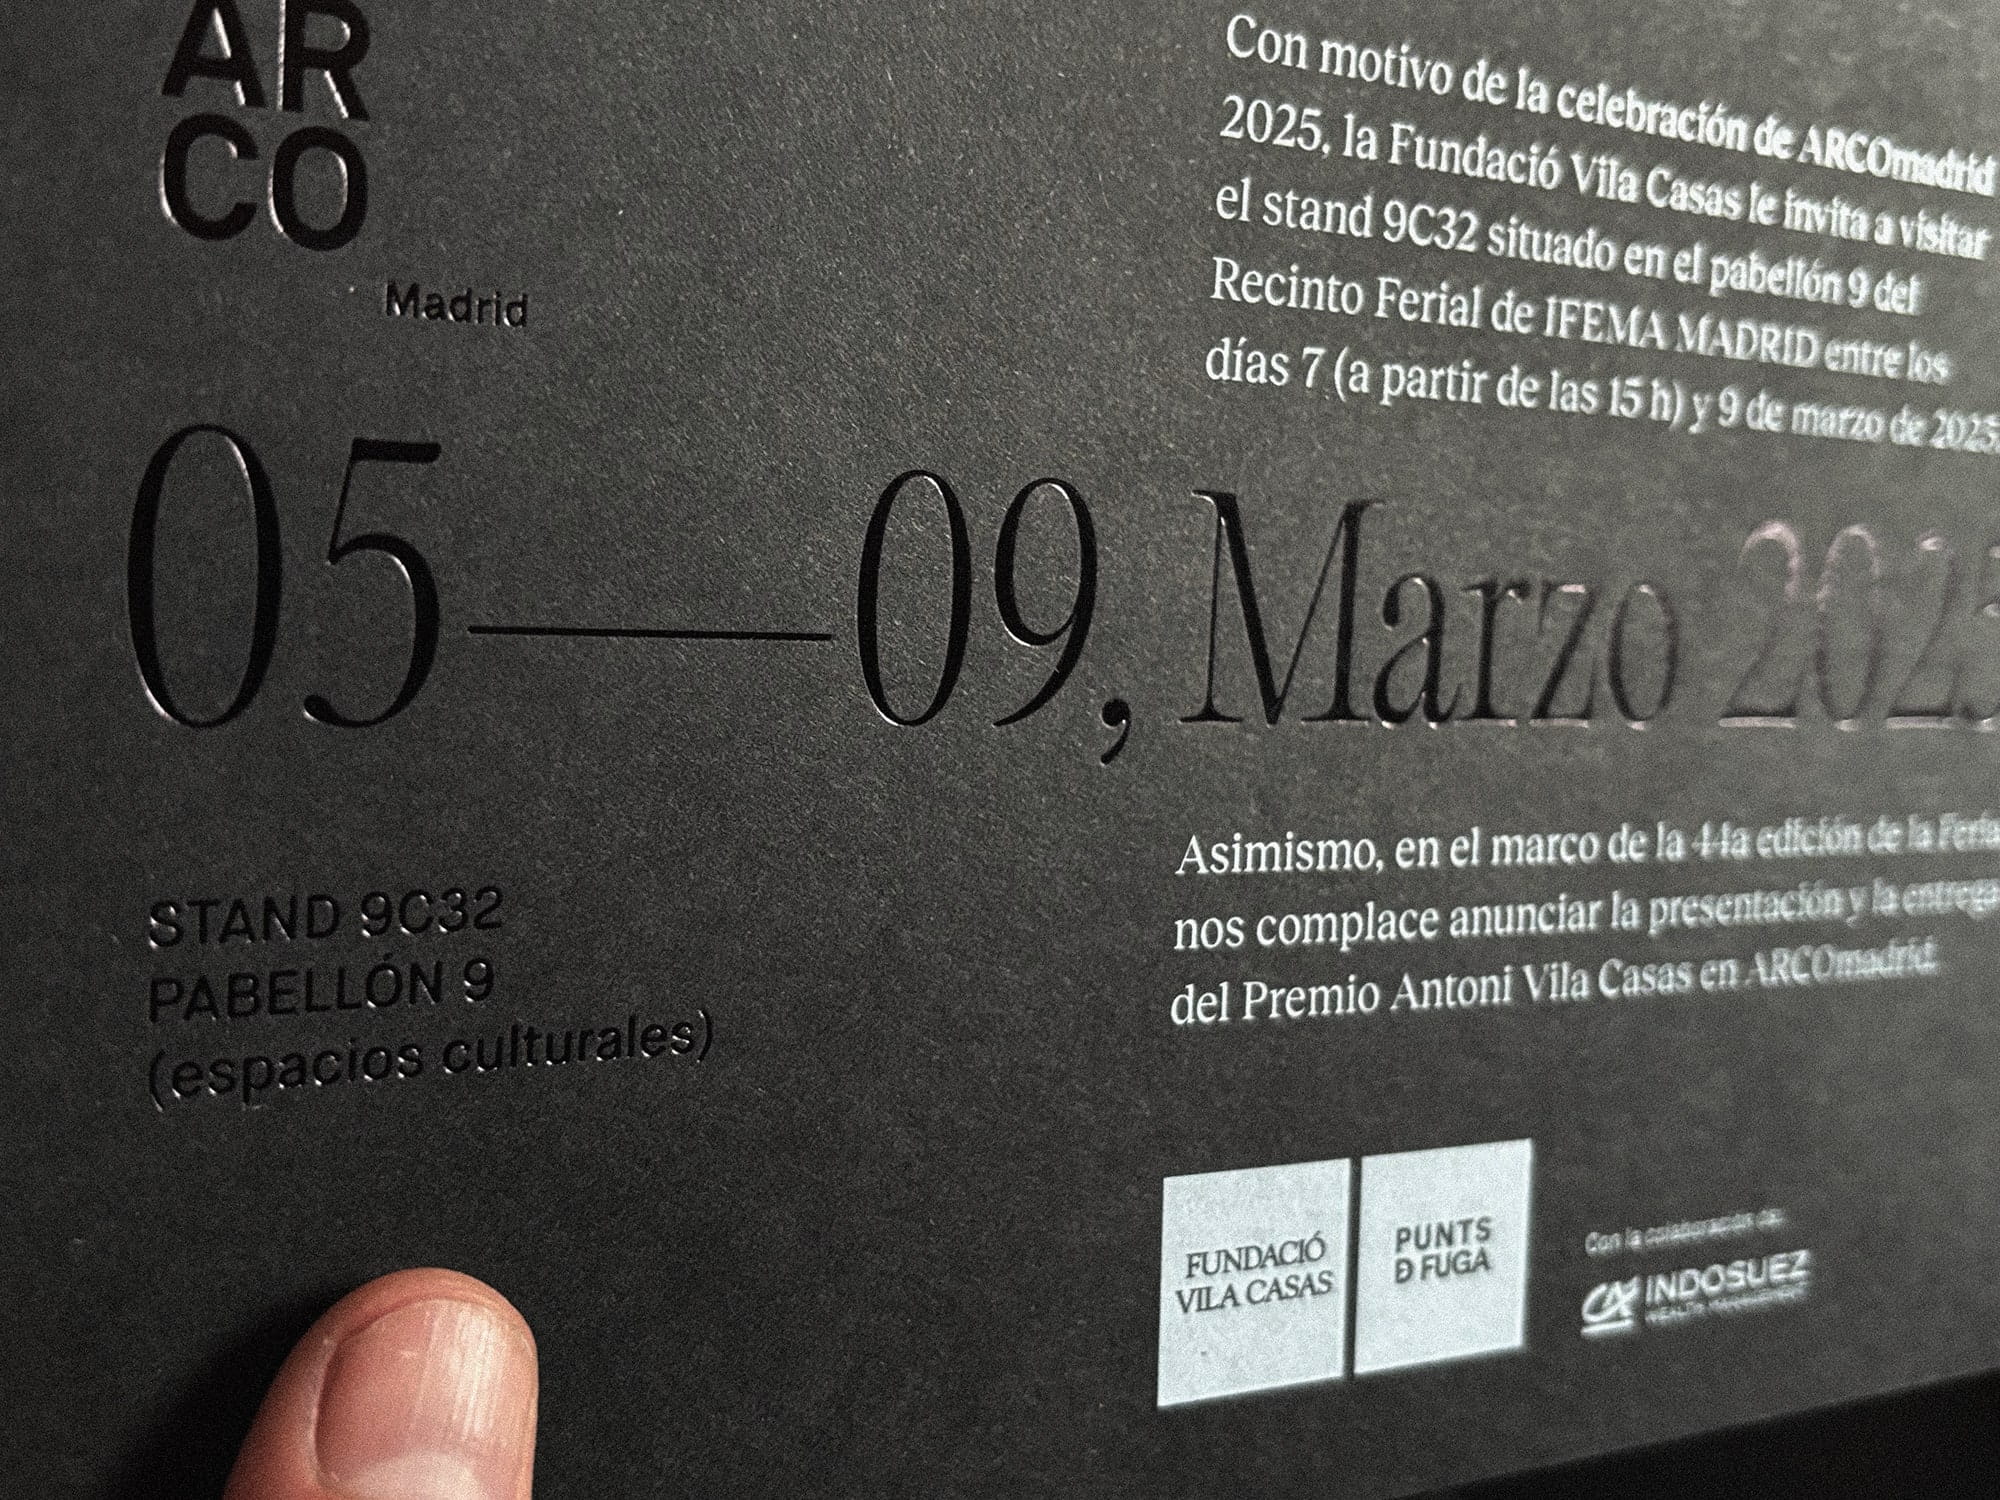 AR
CO
Madrid
Con motivo de la celebración de ARCOmadrid
2025, la Fundació Vila Casas le invita a visitar
el stand 9C32 situado en el pabellón 9 del
Recinto Ferial de IFEMA MADRID entre los
días 7 (a partir de las 15 h) y 9 de marzo de 2025.
05—09, Marzo 2025
STAND 9C32
PABELLÓN 9
(espacios culturales)
Asimismo, en el marco de la 44a edición de la Feria
nos complace anunciar la presentación y la entrega
del Premio Antoni Vila Casas en ARCOmadrid.
FUNDACIÓ
VILA CASAS
PUNTS
D FUGA
Con la colaboración de:
CA INDOSUEZ
WEALTH MANAGEMENT